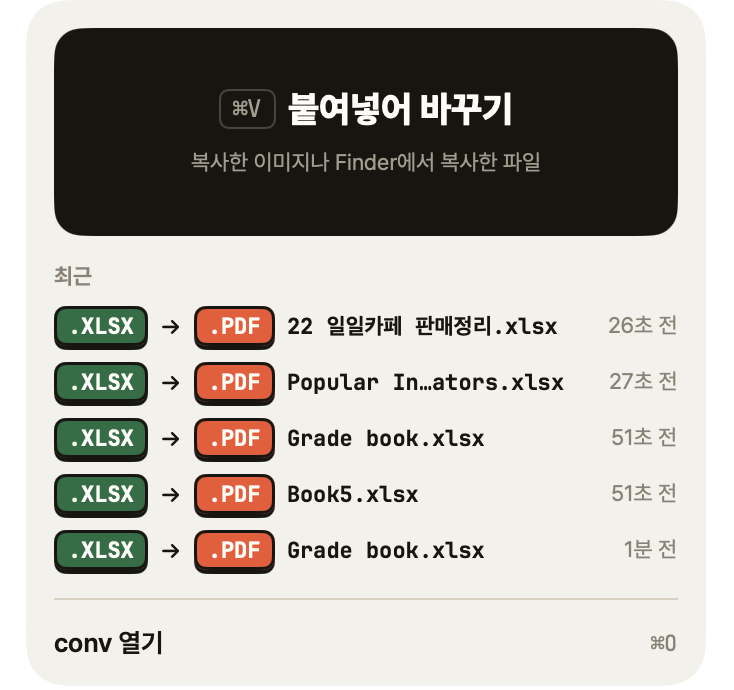 ⌘V 붙여넣어 바꾸기
복사한 이미지나 Finder에서 복사한 파일
최근
.XLSX → .PDF 22 일일카페 판매정리.xlsx 26초 전
.XLSX → .PDF Popular In…ators.xlsx 27초 전
.XLSX → .PDF Grade book.xlsx 51초 전
.XLSX → .PDF Book5.xlsx 51초 전
.XLSX → .PDF Grade book.xlsx 1분 전
conv 열기 ⌘O